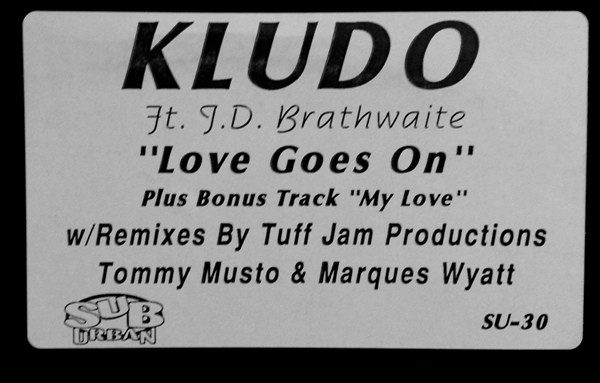 KLUDO
Ft. J.D. Brathwaite
"Love Goes On"
Plus Bonus Track "My Love"
w/Remixes By Tuff Jam Productions
Tommy Musto & Marques Wyatt
SUB
URBAN
SU-30